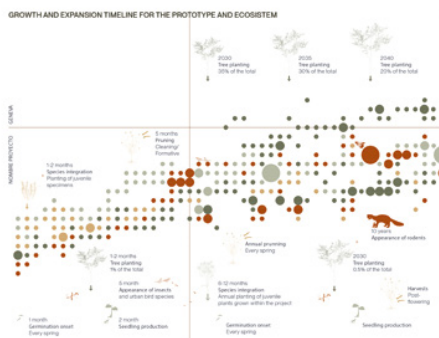 GROWTH AND EXPANSION TIMELINE FOR THE PROTOTYPE AND ECOSYSTEM
2030
Tree planting
35% of the total
2035
Tree planting
30% of the total
2040
Tree planting
20% of the total
GENEVA
NOMBRE PROYECTO
5 months
Pruning
Cleaning/
Formation
1-2 months
Species integration
Planting of juvenile
specimens
10 years
Appearance of rodents
Annual prunning
Every spring
1-2 months
Tree planting
1% of the total
5 month
Appearance of insects
and urban bird species
6-12 months
Species integration
Annual planting of juvenile
plants grown within the project
2030
Tree planting
0.5% of the total
Harvests
Post-
flowering
1 month
Germination onset
Every spring
2 month
Seedling production
Germination onset
Every spring
Seedling production